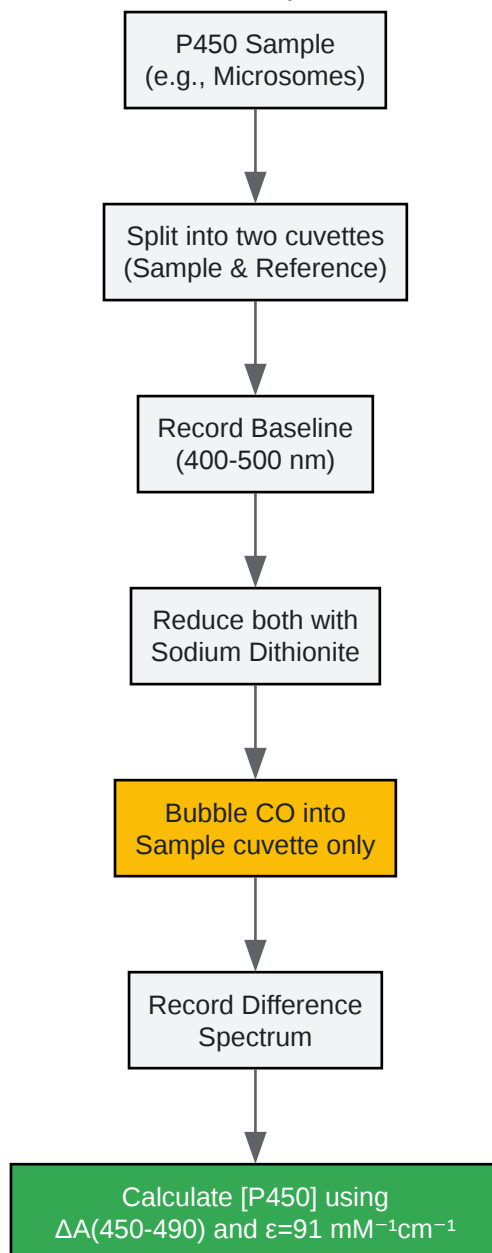 P450 Sample
(e.g., Microsomes)
Split into two cuvettes
(Sample & Reference)
Record Baseline
(400-500 nm)
Reduce both with
Sodium Dithionite
Bubble CO into
Sample cuvette only
Record Difference
Spectrum
Calculate [P450] using
ΔA(450-490) and ε=91 mM⁻¹cm⁻¹